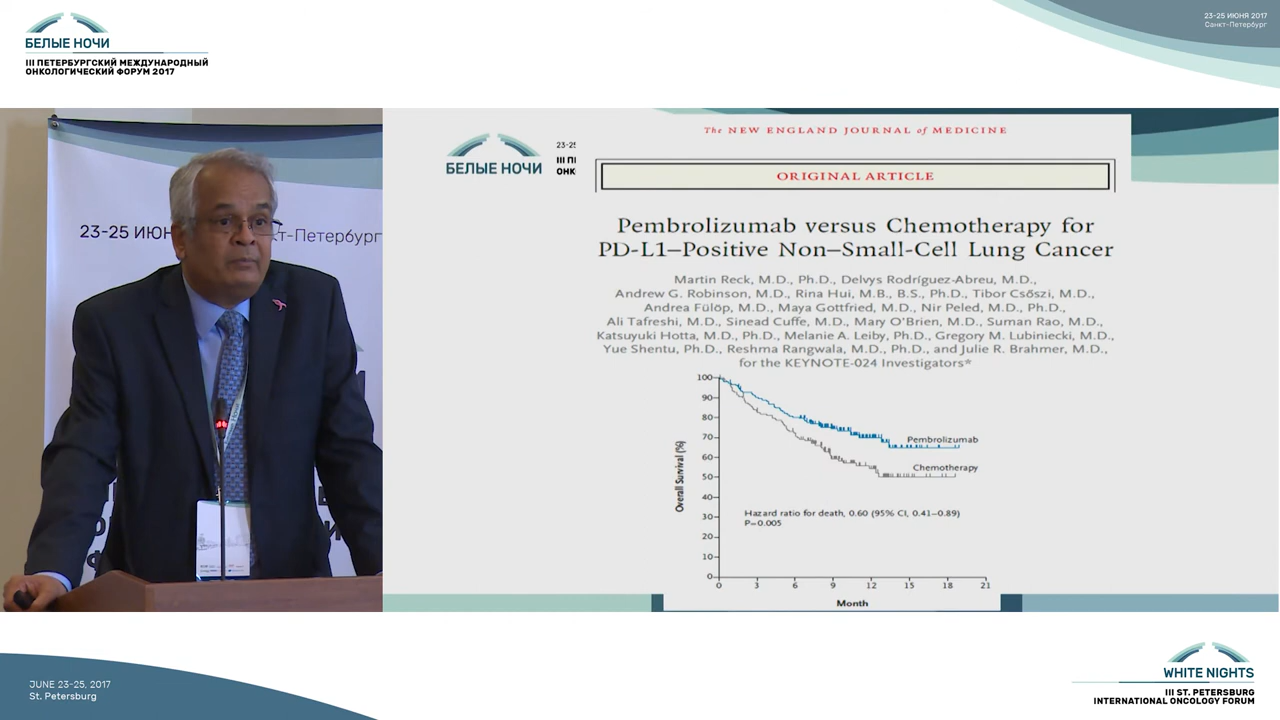 БЕЛЫЕ НОЧИ
III ПЕТЕРБУРГСКИЙ МЕЖДУНАРОДНЫЙ
ОНКОЛОГИЧЕСКИЙ ФОРУМ 2017
23-25 ИЮНЯ 2017
Санкт-Петербург
23-25 ИЮН
кт-Петербург
БЕЛЫЕ НОЧИ
23-25
III ПІ
ОНК
The NEW ENGLAND JOURNAL of MEDICINE
ORIGINAL ARTICLE
Pembrolizumab versus Chemotherapy for
PD-L1–Positive Non–Small-Cell Lung Cancer
Martin Reck, M.D., Ph.D., Delvys Rodríguez-Abreu, M.D.,
Andrew G. Robinson, M.D., Rina Hui, M.B., B.S., Ph.D., Tibor Csőszi, M.D.,
Andrea Fülöp, M.D., Maya Gottfried, M.D., Nir Peled, M.D., Ph.D.,
Ali Tafreshi, M.D., Sinead Cuffe, M.D., Mary O'Brien, M.D., Suman Rao, M.D.,
Katsuyuki Hotta, M.D., Ph.D., Melanie A. Leiby, Ph.D., Gregory M. Lubiniecki, M.D.,
Yue Shentu, Ph.D., Reshma Rangwala, M.D., Ph.D., and Julie R. Brahmer, M.D.,
for the KEYNOTE-024 Investigators*
Overall Survival (%)
100
90
80
70
60
50
40
30
20
10
0
Pembrolizumab
Chemotherapy
Hazard ratio for death, 0.60 (95% CI, 0.41–0.89)
P=0.005
0 3 6 9 12 15 18 21
Month
JUNE 23-25, 2017
St. Petersburg
WHITE NIGHTS
III ST. PETERSBURG
INTERNATIONAL ONCOLOGY FORUM